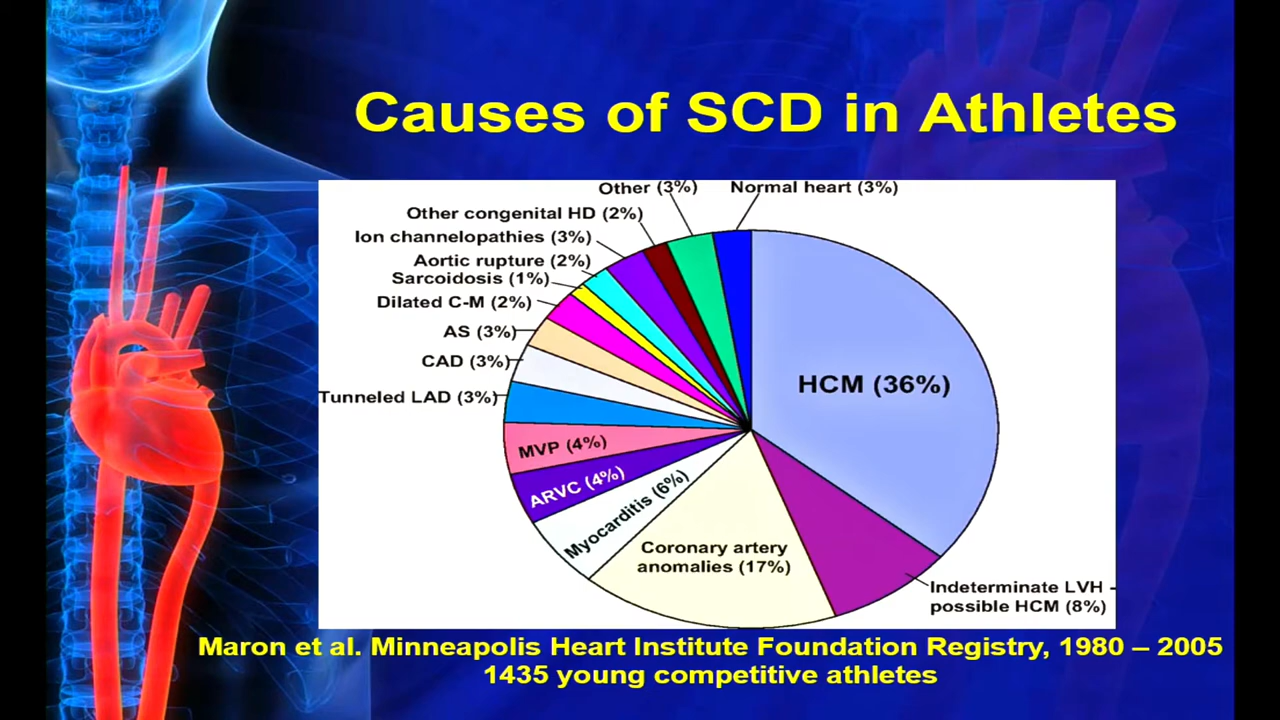 Causes of SCD in Athletes
Other (3%)
Normal heart (3%)
Other congenital HD (2%)
Ion channelopathies (3%)
Aortic rupture (2%)
Sarcoidosis (1%)
Dilated C-M (2%)
AS (3%)
CAD (3%)
Tunneled LAD (3%)
HCM (36%)
MVP (4%)
ARVC (4%)
Myocarditis (6%)
Coronary artery
anomalies (17%)
Indeterminate LVH -
possible HCM (8%)
Maron et al. Minneapolis Heart Institute Foundation Registry, 1980 – 2005
1435 young competitive athletes